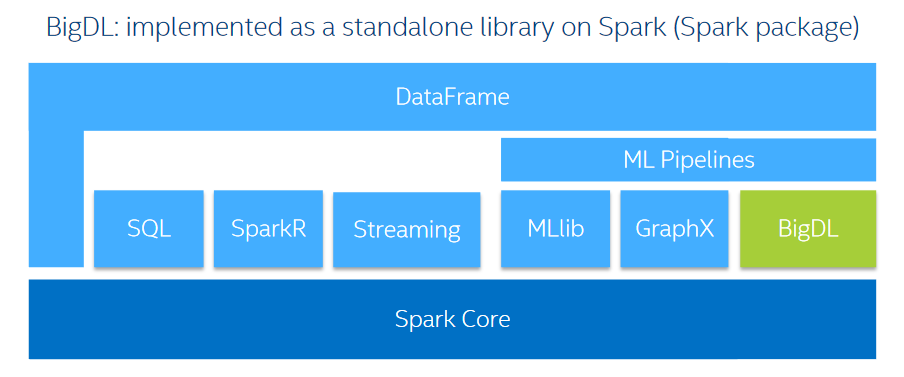 BigDL: implemented as a standalone library on Spark (Spark package)
DataFrame
ML Pipelines
SQL
SparkR
Streaming
MLlib
GraphX
BigDL
Spark Core